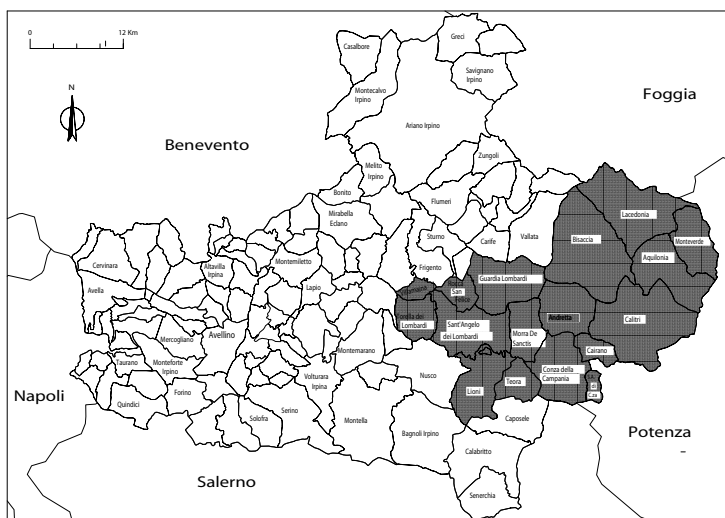 0 12 Km
N
Greci
Casalbore
Savignano
Irpino
Montecalvo
Irpino
Foggia
Ariano Irpino
Benevento
Zungoli
Melito
Irpino
Bonito
Flumeri
Lacedonia
Mirabella
Eclano
Sturno
Carife
Vallata
Bisaccia
Monteverde
Cervinara
Altavilla
Irpina
Montemiletto
Frigento
Aquilonia
Guardia Lombardi
Avella
Lapio
Rocca
San
Felice
Torella dei
Lombardi
Sant'Angelo
dei Lombardi
Andretta
Calitri
Avellino
Mercogliano
Morra De
Sanctis
Montemarano
Cairano
Taurano
Monteforte
Irpino
Nusco
Conza della
Campania
Volturara
Irpina
Teora
Lioni
di
C.za
Napoli
Quindici
Forino
Solofra
Serino
Montella
Bagnoli Irpino
Caposele
Potenza
Calabritto
Salerno
Senerchia